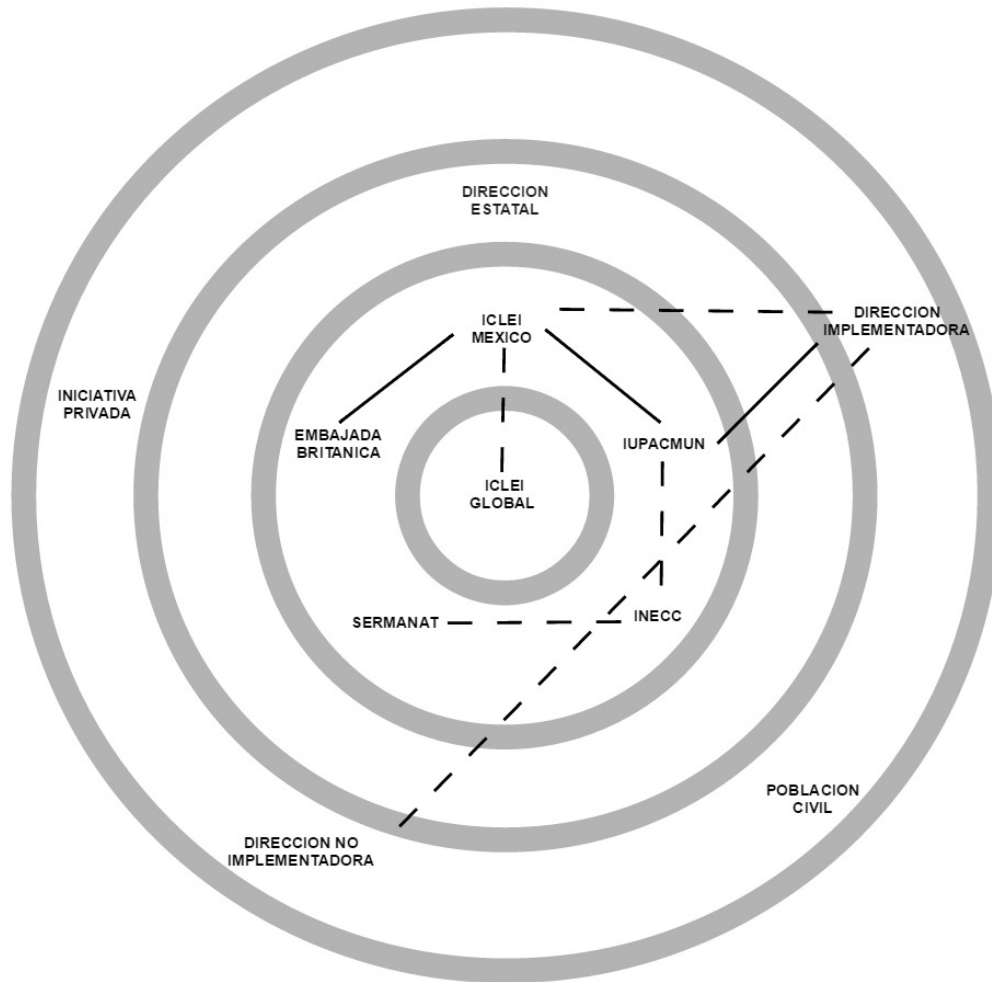 DIRECCION
ESTATAL
ICLEI
MEXICO
DIRECCION
IMPLEMENTADORA
INICIATIVA
PRIVADA
EMBAJADA
BRITANICA
IUPACMUN
ICLEI
GLOBAL
SERMANAT
INECC
POBLACION
CIVIL
DIRECCION NO
IMPLEMENTADORA